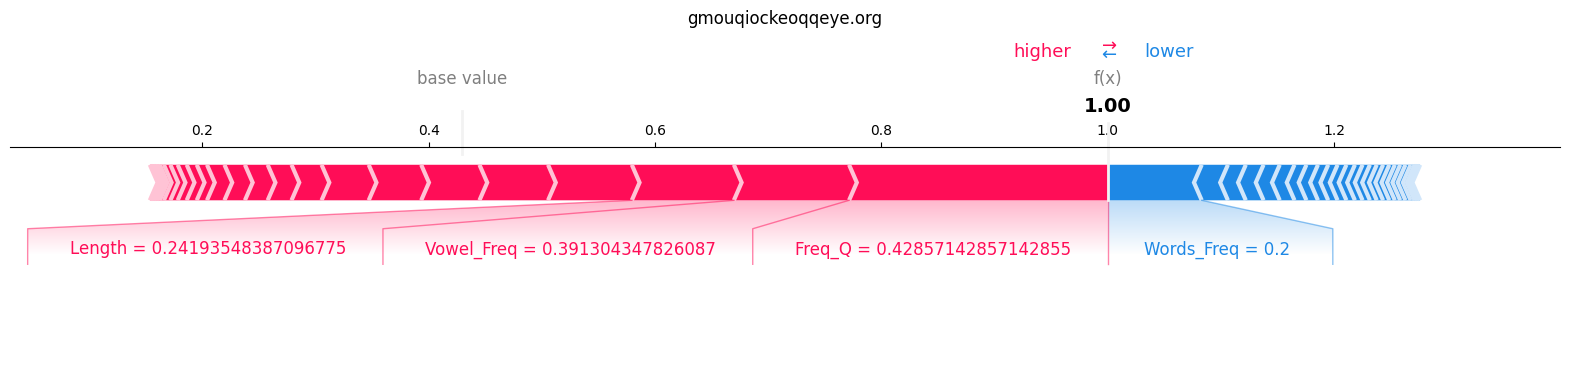 gmouqiockeoqqeye.org
higher → lower
←
base value f(x)
1.00
0.2 0.4 0.6 0.8 1.0 1.2
Length = 0.24193548387096775 Vowel_Freq = 0.391304347826087 Freq_Q = 0.42857142857142855 Words_Freq = 0.2